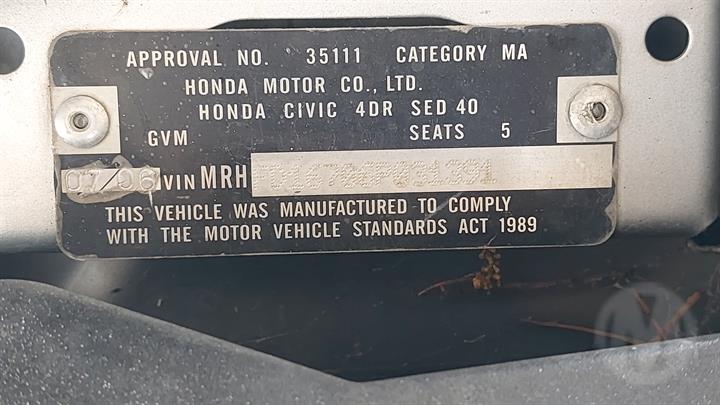 APPROVAL NO. 35111 CATEGORY MA
HONDA MOTOR CO., LTD.
HONDA CIVIC 4DR SED 40
GVM SEATS 5
07/06 VIN MRH
THIS VEHICLE WAS MANUFACTURED TO COMPLY
WITH THE MOTOR VEHICLE STANDARDS ACT 1989